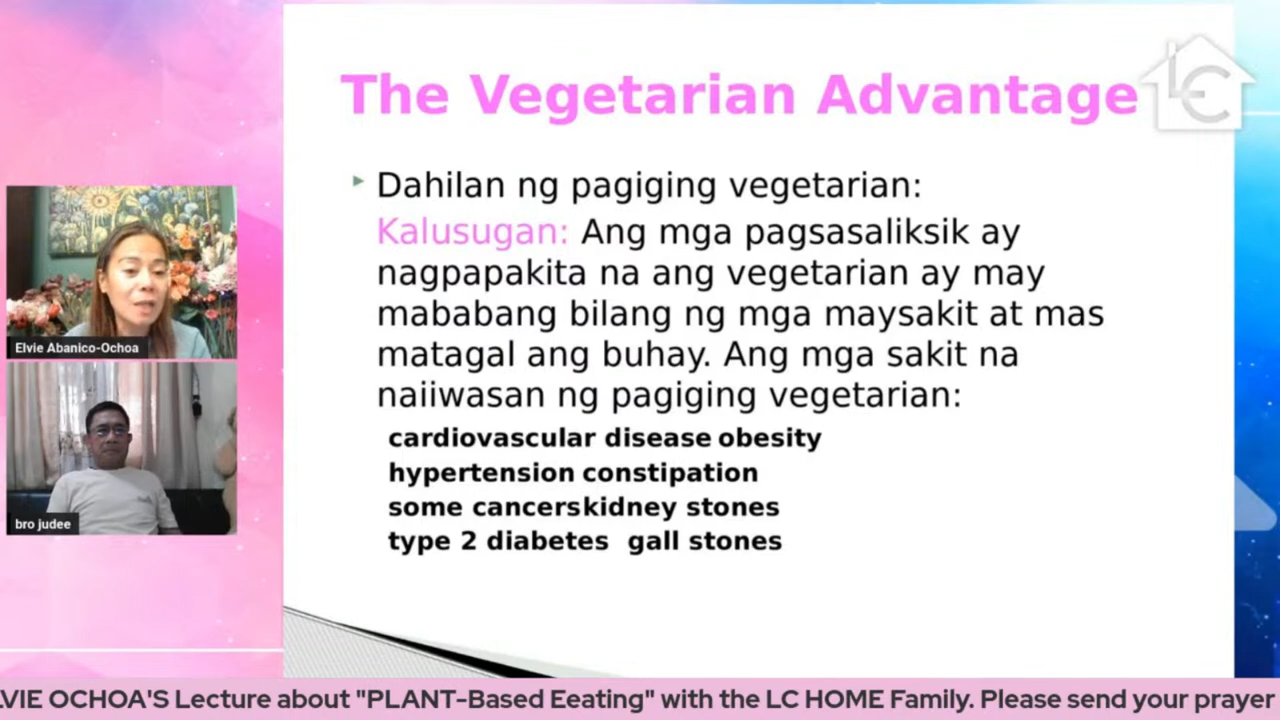 The Vegetarian Advantage
LC
Dahilan ng pagiging vegetarian:
Kalusugan: Ang mga pagsasaliksik ay
nagpapakita na ang vegetarian ay may
mababang bilang ng mga maysakit at mas
matagal ang buhay. Ang mga sakit na
naiiwasan ng pagiging vegetarian:
cardiovascular disease obesity
hypertension constipation
some cancerskidney stones
type 2 diabetes gall stones
Elvie Abanico-Ochoa
bro judee
LVIE OCHOA'S Lecture about "PLANT-Based Eeating" with the LC HOME Family. Please send your prayer